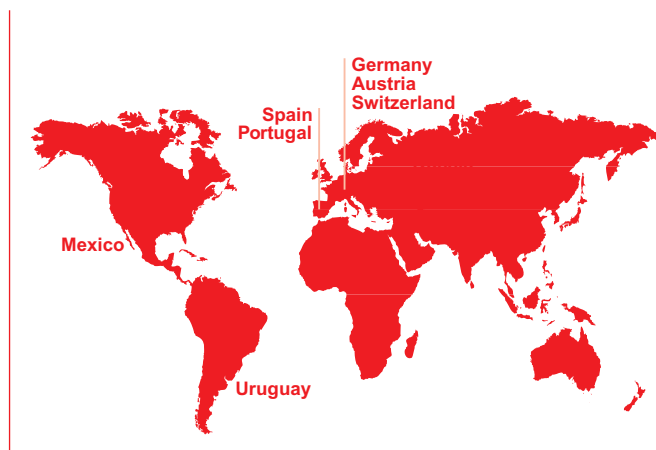 Germany
Austria
Switzerland
Spain
Portugal
Mexico
Uruguay